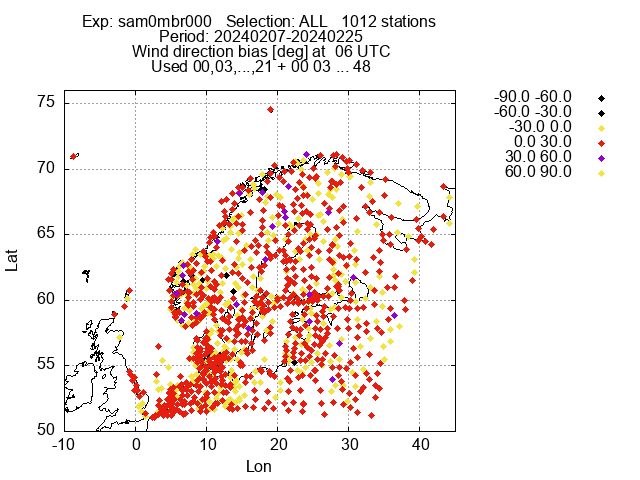 Exp: sam0mbr000   Selection: ALL   1012 stations
Period: 20240207-20240225
Wind direction bias [deg] at  06 UTC
Used 00,03,...,21 + 00 03 ... 48
-90.0 -60.0
-60.0 -30.0
-30.0 0.0
0.0 30.0
30.0 60.0
60.0 90.0
75
70
65
60
55
50
Lat
-10 0 10 20 30 40
Lon